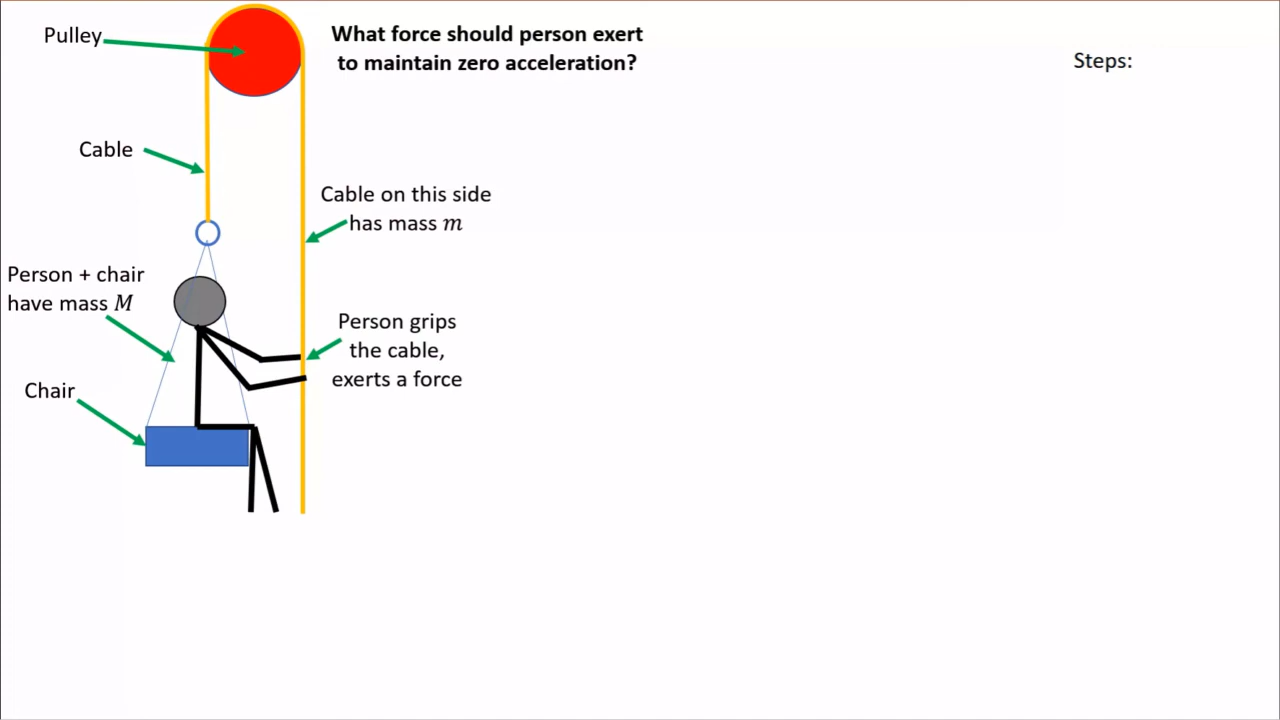 Pulley
What force should person exert
to maintain zero acceleration?
Steps:
Cable
Cable on this side
has mass m
Person + chair
have mass M
Person grips
the cable,
exerts a force
Chair